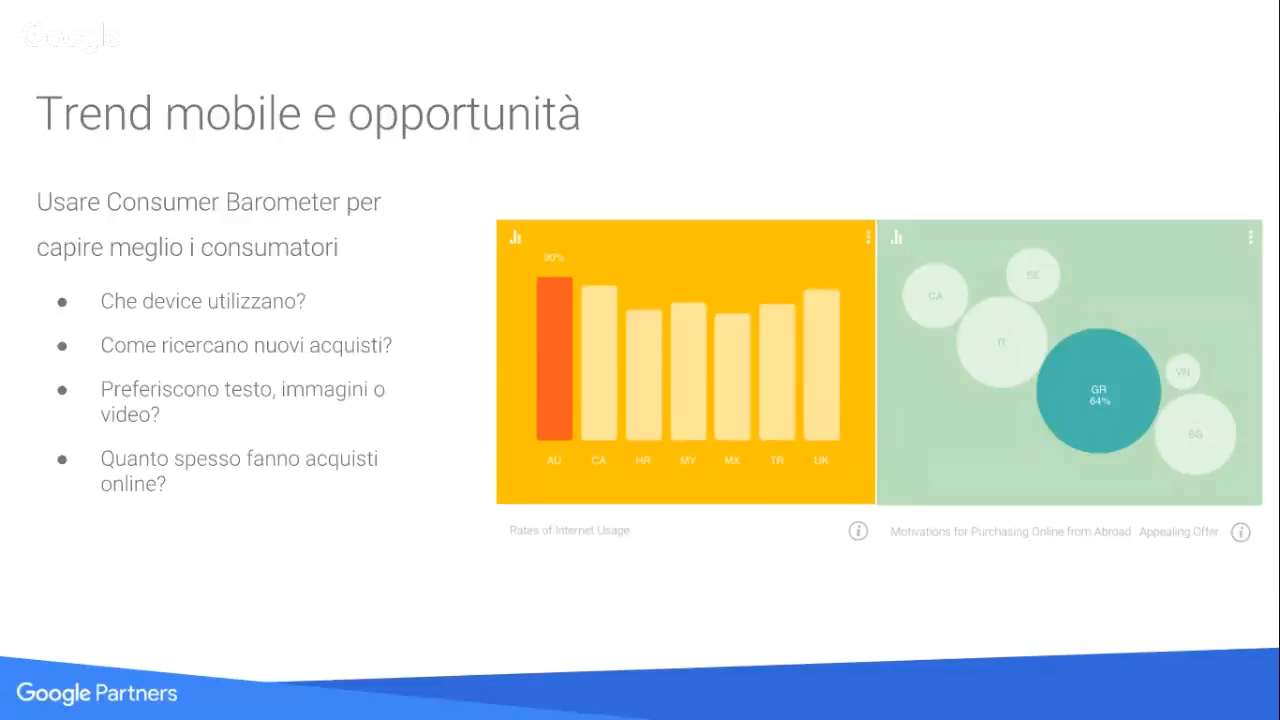 Google
Trend mobile e opportunità
Usare Consumer Barometer per
capire meglio i consumatori
● Che device utilizzano?
● Come ricercano nuovi acquisti?
● Preferiscono testo, immagini o
video?
● Quanto spesso fanno acquisti
online?
90%
AU CA HR MY MX TR UK
Rates of Internet Usage
CA
SE
IT
GR
64%
VN
SG
Motivations for Purchasing Online from Abroad Appealing Offer
Google Partners